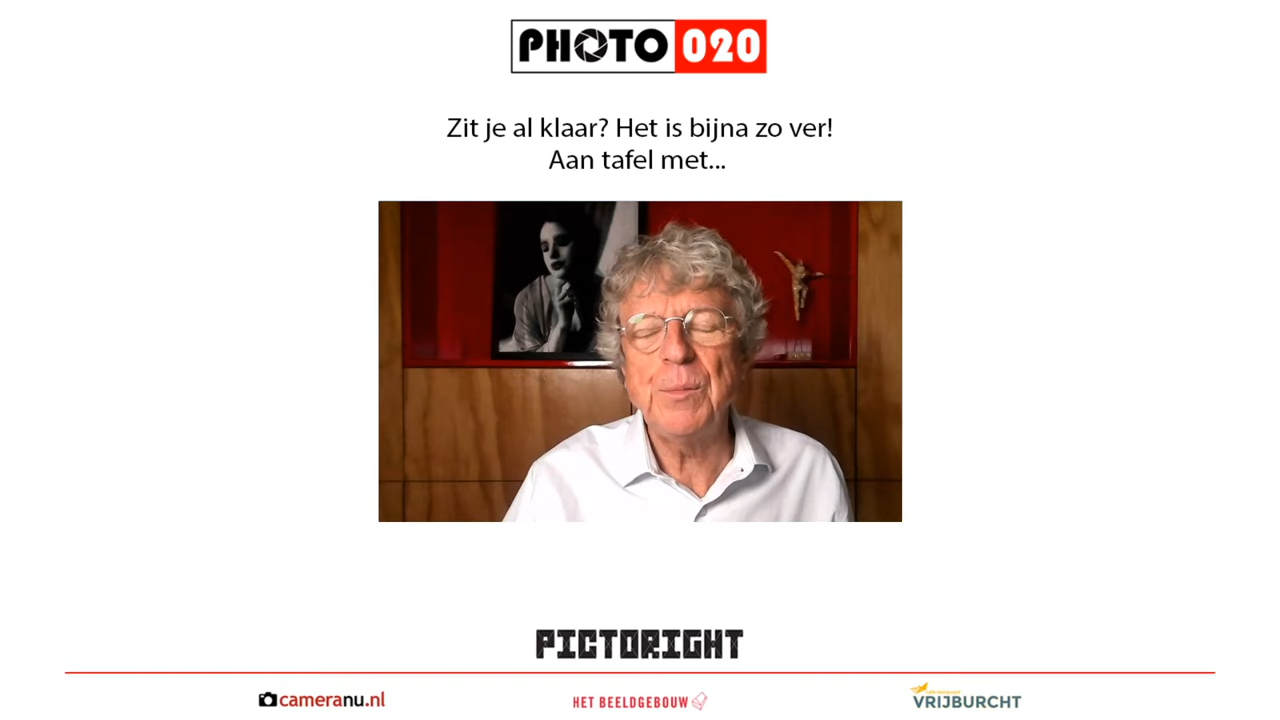 PHOTO 020
Zit je al klaar? Het is bijna zo ver!
Aan tafel met...
PICTORIGHT
cameranu.nl
HET BEELDGEBOUW
VRIJBURCHT